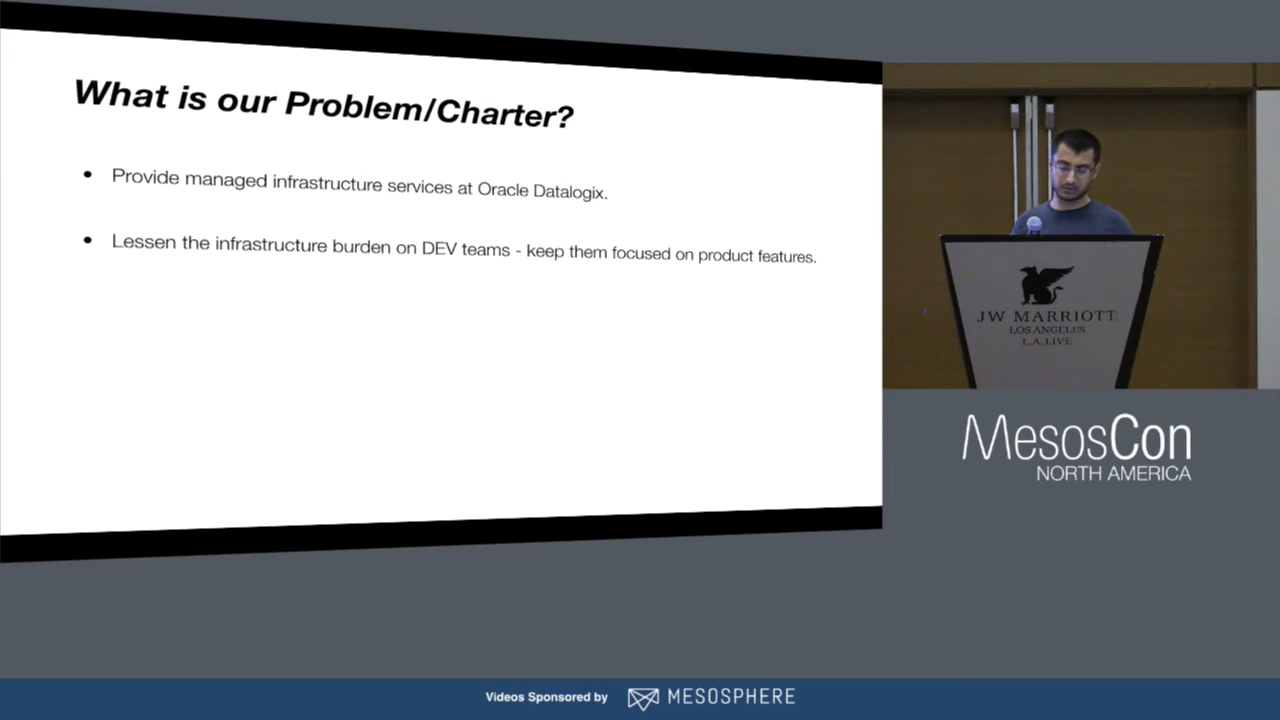 What is our Problem/Charter?
• Provide managed infrastructure services at Oracle Datalogix.
• Lessen the infrastructure burden on DEV teams - keep them focused on product features.
JW MARRIOTT
LOS ANGELES
L.A. LIVE
MesosCon
NORTH AMERICA
Videos Sponsored by MESOSPHERE